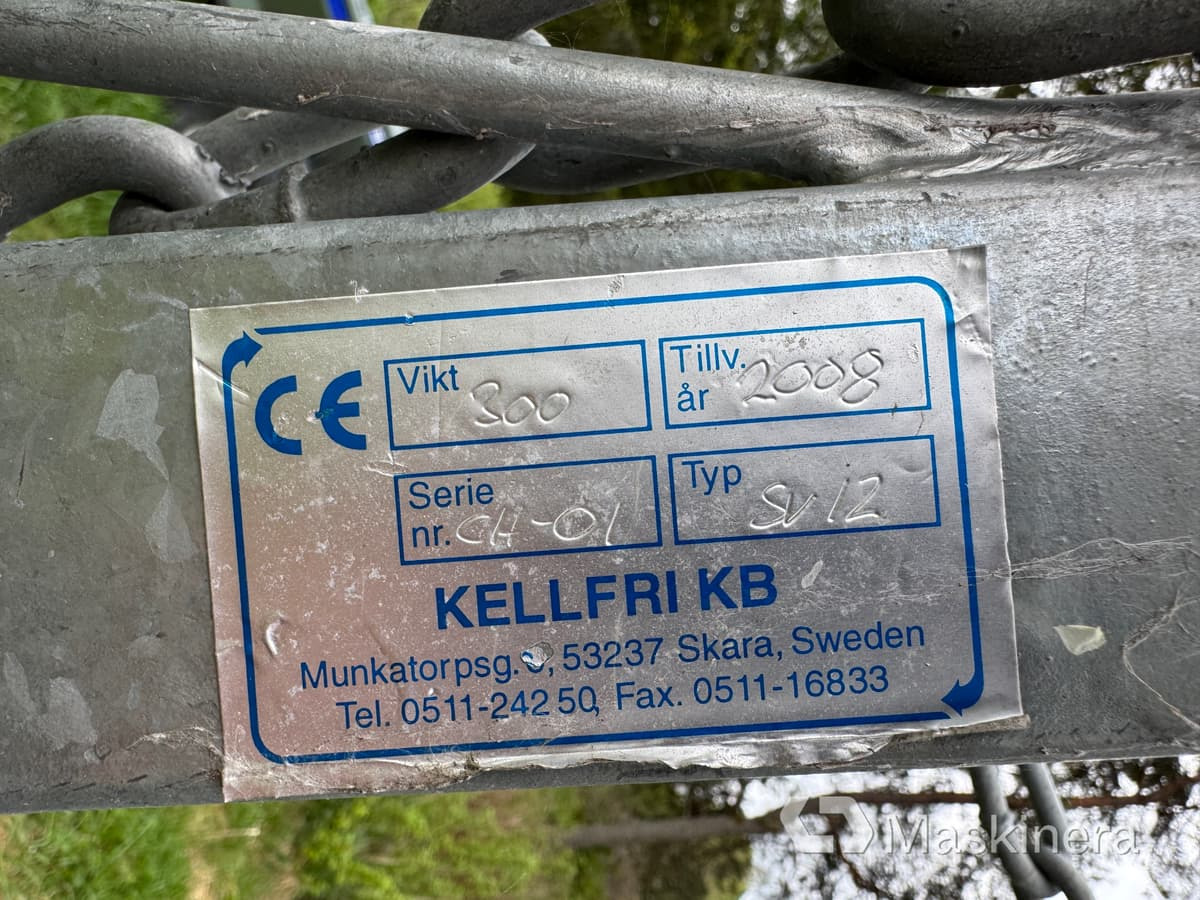 CE
Vikt 300
Tillv. år 2008
Serie nr. CH-01
Typ SV12
KELLFRI KB
Munkatorpsg. , 53237 Skara, Sweden
Tel. 0511-242 50, Fax. 0511-16833
Maskinera